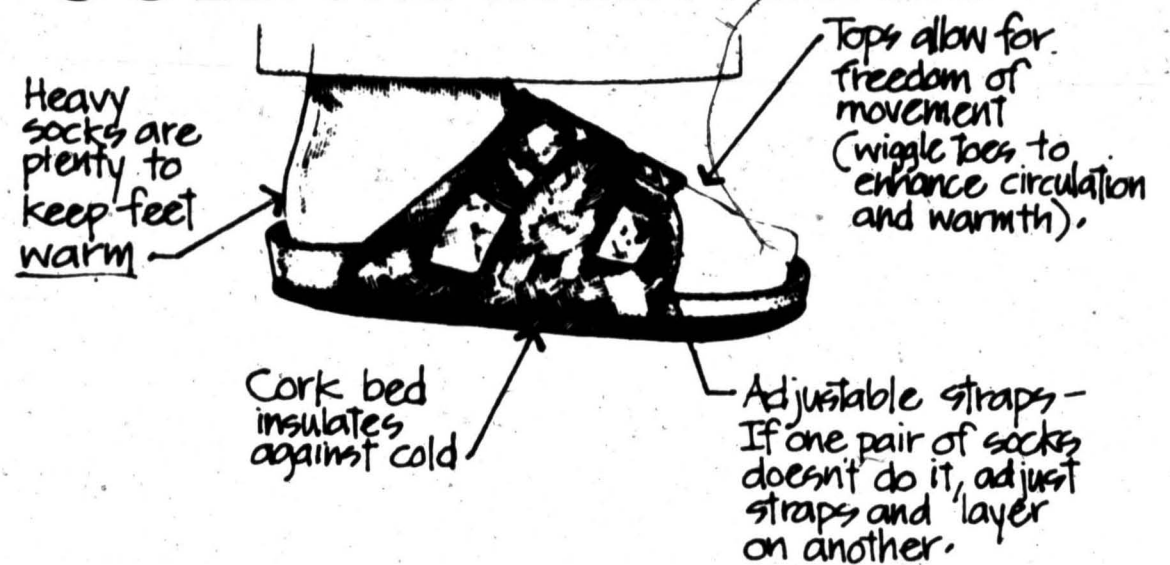 Heavy
socks are
plenty to
keep feet
warm
Tops allow for
freedom of
movement
(wiggle toes to
enhance circulation
and warmth).
Cork bed
insulates
against cold
Adjustable straps-
If one pair of socks
doesn't do it, adjust
straps and layer
on another.